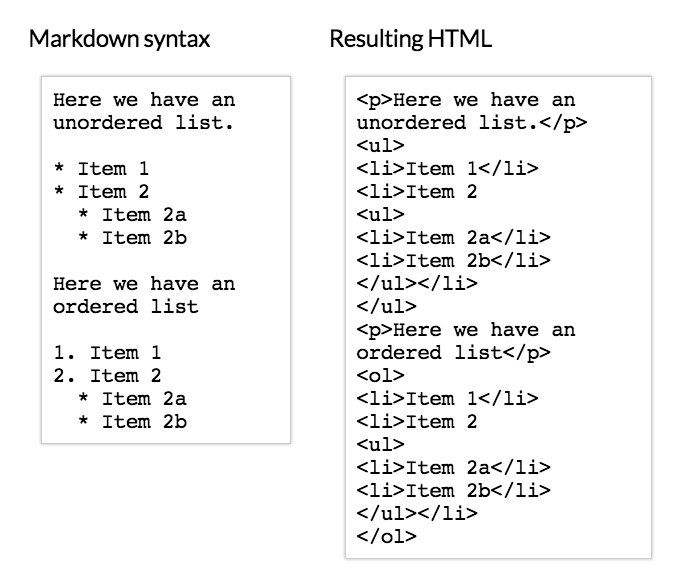 Markdown syntax
Here we have an
unordered list.
* Item 1
* Item 2
  * Item 2a
  * Item 2b
Here we have an
ordered list
1. Item 1
2. Item 2
  * Item 2a
  * Item 2b
Resulting HTML
<p>Here we have an
unordered list.</p>
<ul>
<li>Item 1</li>
<li>Item 2
<ul>
<li>Item 2a</li>
<li>Item 2b</li>
</ul></li>
</ul>
<p>Here we have an
ordered list</p>
<ol>
<li>Item 1</li>
<li>Item 2
<ul>
<li>Item 2a</li>
<li>Item 2b</li>
</ul></li>
</ol>